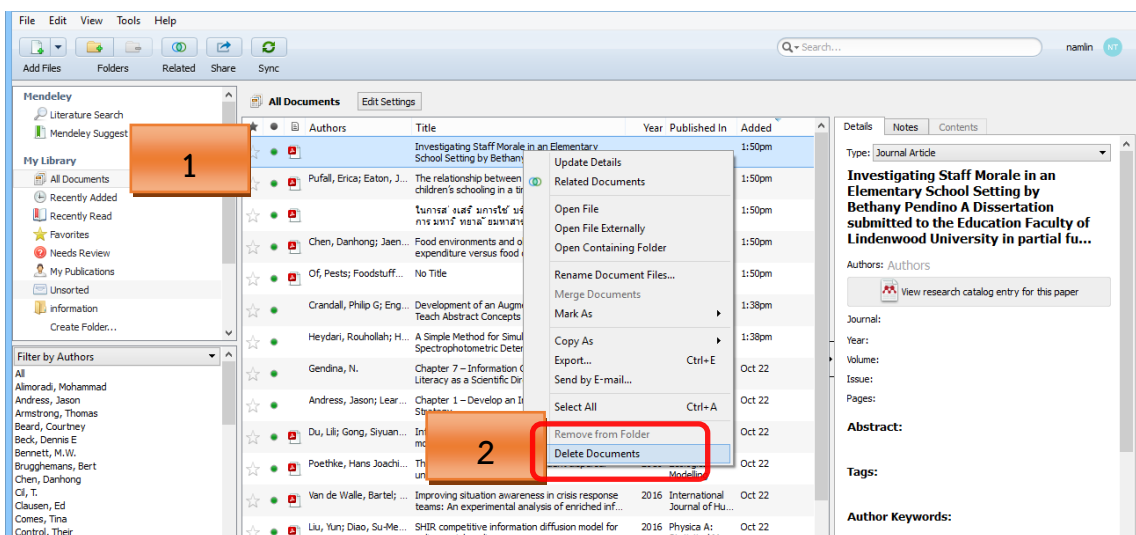 File Edit View Tools Help
Add Files Folders Related Share Sync
Search...
namlin NT
Mendeley
Literature Search
Mendeley Suggest
My Library
All Documents
Recently Added
Recently Read
Favorites
Needs Review
My Publications
Unsorted
information
Create Folder...
Filter by Authors
All
Alimoradi, Mohammad
Andress, Jason
Armstrong, Thomas
Beard, Courtney
Beck, Dennis E
Bennett, M.W.
Brugghemans, Bert
Chen, Danhong
Cil, T.
Clausen, Ed
Comes, Tina
Control, Their
1
All Documents Edit Settings
Authors Title Year Published In Added
Investigating Staff Morale in an Elementary
School Setting by Bethany
1:50pm
Pufall, Erica; Eaton, J... The relationship between
children's schooling in a
1:50pm
1:50pm
Chen, Danhong; Jaen... Food environments and
expenditure versus food
1:50pm
Of, Pests; Foodstuff... No Title 1:50pm
Crandall, Philip G; Eng... Development of an
Teach Abstract Concepts
1:38pm
Heydari, Rouhollah; H... A Simple Method for
Spectrophotometric
1:38pm
Gendina, N. Chapter 7 – Information
Literacy as a Scientific
Oct 22
Andress, Jason; Lear... Chapter 1 – Develop an
Oct 22
Du, Lili; Gong, Siyuan...
Oct 22
Poethke, Hans Joachi...
Modelling
Oct 22
Van de Walle, Bartel; ... Improving situation awareness in crisis response 2016 International Oct 22
teams: An experimental analysis of enriched inf... Journal of Hu...
Liu, Yun; Diao, Su-Me... SHIR competitive information diffusion model for 2016 Physica A: Oct 22
Update Details
Related Documents
Open File
Open File Externally
Open Containing Folder
Rename Document Files...
Merge Documents
Mark As
Copy As
Export... Ctrl+E
Send by E-mail...
Select All Ctrl+A
Remove from Folder
Delete Documents
2
Details Notes Contents
Type: Journal Article
Investigating Staff Morale in an
Elementary School Setting by
Bethany Pendino A Dissertation
submitted to the Education Faculty of
Lindenwood University in partial fu...
Authors: Authors
View research catalog entry for this paper
Journal:
Year:
Volume:
Issue:
Pages:
Abstract:
Tags:
Author Keywords: